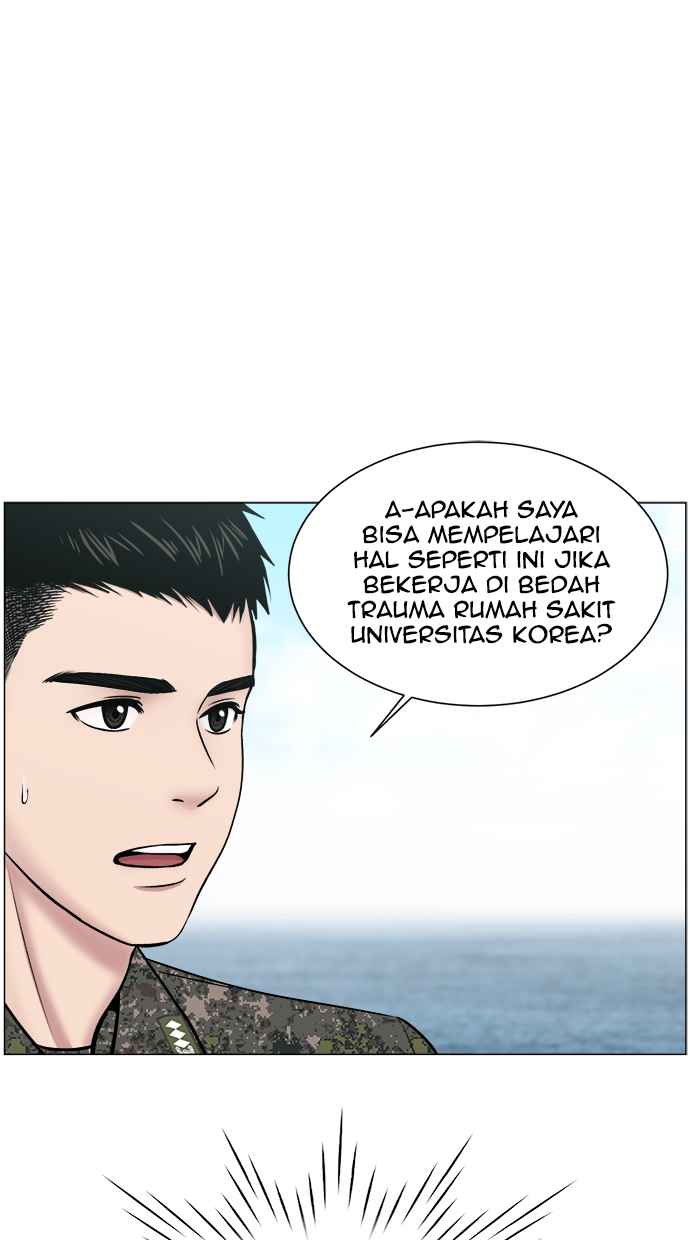 A-APAKAH SAYA
BISA MEMPELAJARI
HAL SEPERTI INI JIKA
BEKERJA DI BEDAH
TRAUMA RUMAH SAKIT
UNIVERSITAS KOREA?